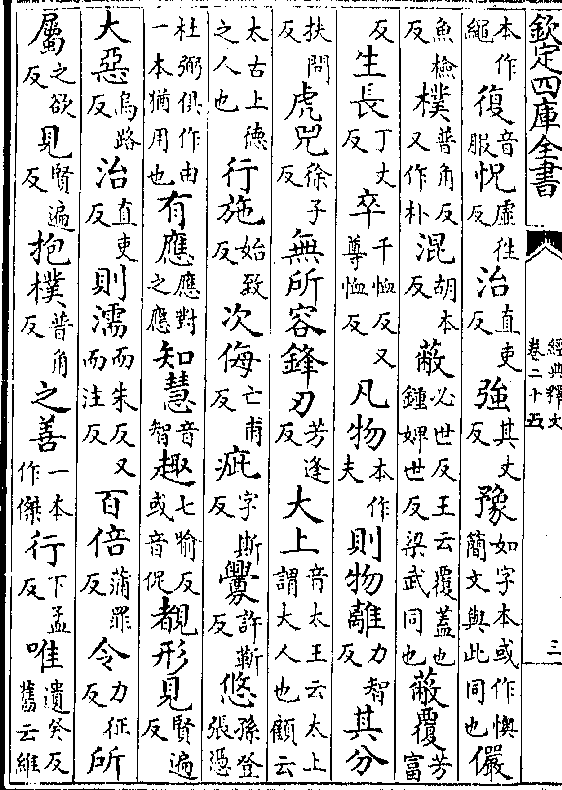 欽定四庫全書
經典釋文
卷二十五
三
本作繩復音服怳虛往反治直吏反強其丈反豫如字本或作懊簡文與此同也儼
魚檢反樸普角反又作朴混胡本反蔽必世反王云覆蓋也鍾婢世反梁武同也蔽覆芳富
反生長丁丈反卒千恤反又尊恤反凡物本作夫則物離力智反其分
扶問反虎兕徐子反無所容鋒刃芳逢反大上音太王云太上謂大人也顧云
太古上德之人也行施始致反次侮亡甫反疵字斯反釁許靳反悠孫登張憑
杜弼俱作由一本猶用也有應應對之應知慧音智趣七喻反或音促覩形見賢遍反
大惡烏路反治直吏反則濡而朱反又而注反百倍蒲罪反令力征反所
屬之欲反見賢遍反抱樸普角反之善一本作傑行下孟反唯遺癸反舊云維